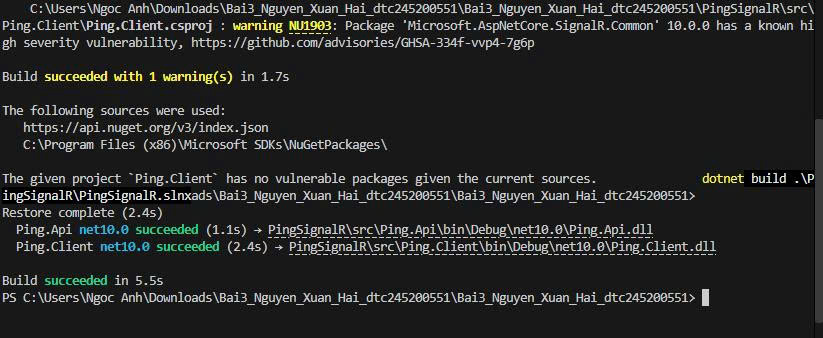 C:\Users\Ngoc Anh\Downloads\Bai3_Nguyen_Xuan_Hai_dtc245200551\Bai3_Nguyen_Xuan_Hai_dtc245200551\PingSignalR\src\
Ping.Client\Ping.Client.csproj : warning NU1903: Package 'Microsoft.AspNetCore.SignalR.Common' 10.0.0 has a known hi
gh severity vulnerability, https://github.com/advisories/GHSA-334f-vvp4-7g6p
Build succeeded with 1 warning(s) in 1.7s
The following sources were used:
https://api.nuget.org/v3/index.json
C:\Program Files (x86)\Microsoft SDKs\NuGetPackages\
The given project `Ping.Client` has no vulnerable packages given the current sources. dotnet build .\P
ingSignalR\PingSignalR.slnxads\Bai3_Nguyen_Xuan_Hai_dtc245200551\Bai3_Nguyen_Xuan_Hai_dtc245200551>
Restore complete (2.4s)
Ping.Api net10.0 succeeded (1.1s) → PingSignalR\src\Ping.Api\bin\Debug\net10.0\Ping.Api.dll
Ping.Client net10.0 succeeded (2.4s) → PingSignalR\src\Ping.Client\bin\Debug\net10.0\Ping.Client.dll
Build succeeded in 5.5s
PS C:\Users\Ngoc Anh\Downloads\Bai3_Nguyen_Xuan_Hai_dtc245200551\Bai3_Nguyen_Xuan_Hai_dtc245200551>